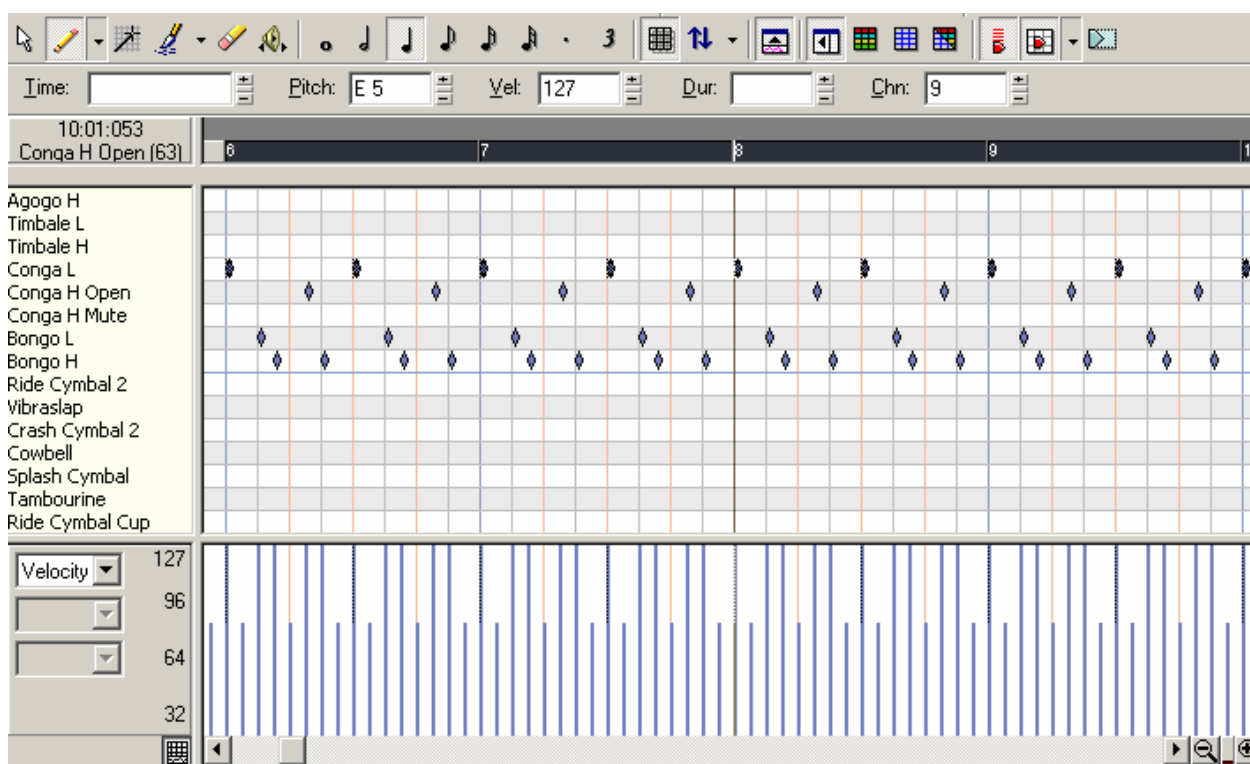 3
Time: Pitch: E 5 Vel: 127 Dur: Chn: 9
10:01:053
Conga H Open (63)
6 7 8 9 1
Agogo H
Timbale L
Timbale H
Conga L
Conga H Open
Conga H Mute
Bongo L
Bongo H
Ride Cymbal 2
Vibraslap
Crash Cymbal 2
Cowbell
Splash Cymbal
Tambourine
Ride Cymbal Cup
Velocity 127
96
64
32